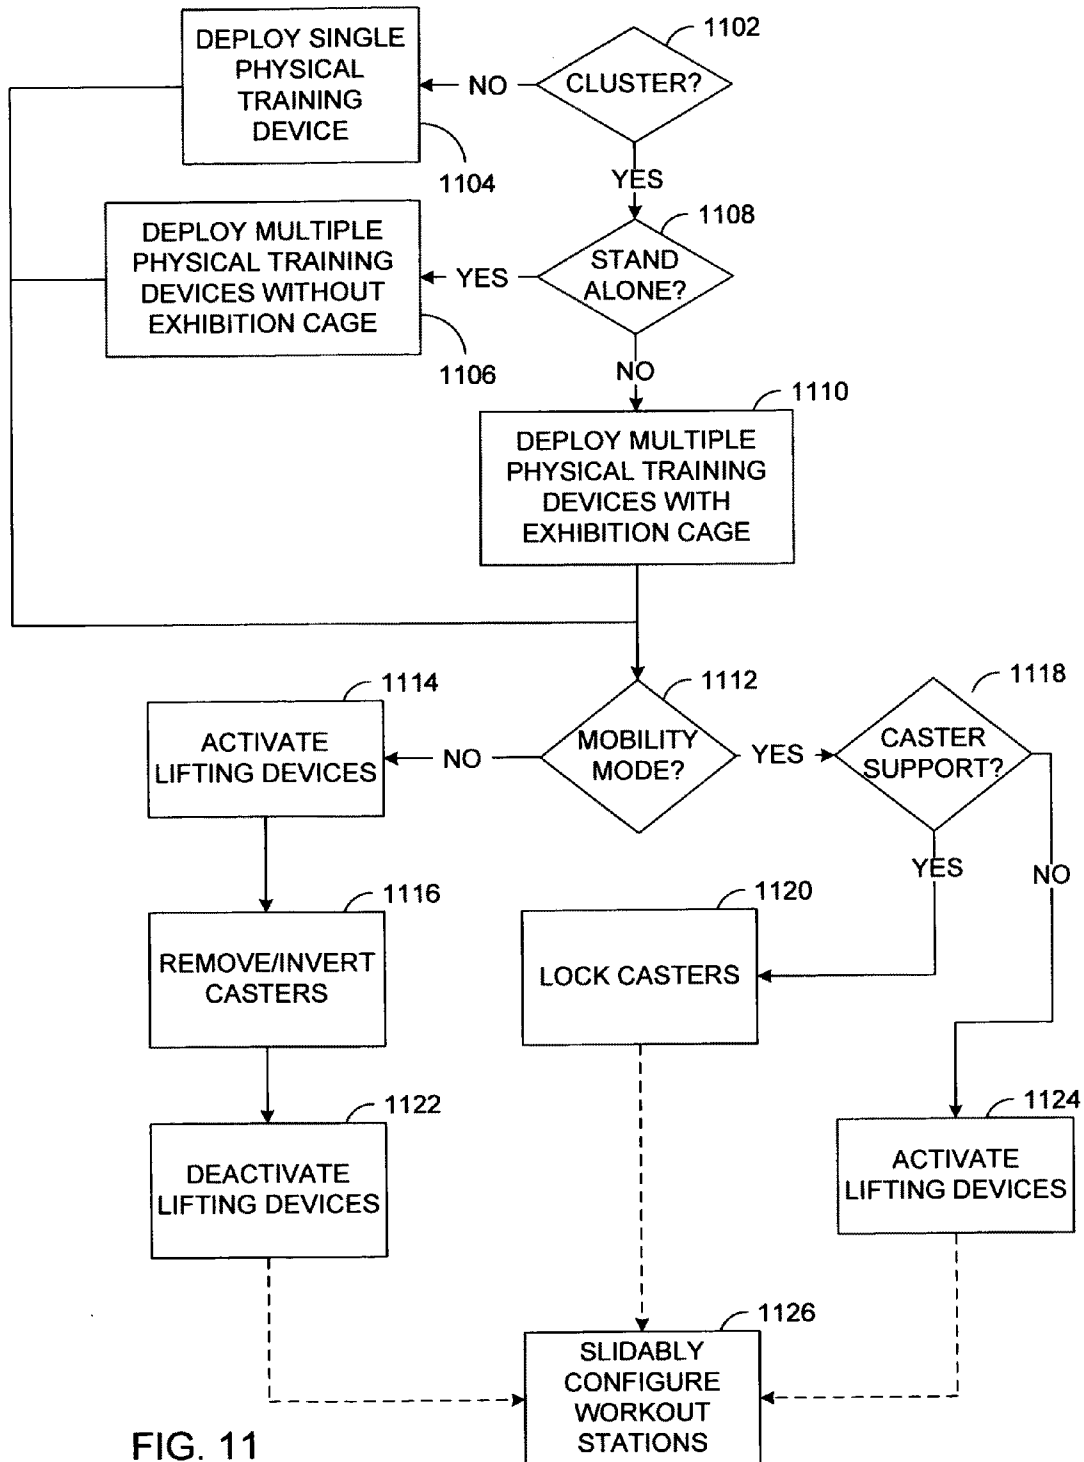 1102
DEPLOY SINGLE
PHYSICAL
TRAINING
DEVICE
NO
CLUSTER?
1104
YES
1108
DEPLOY MULTIPLE
PHYSICAL TRAINING
DEVICES WITHOUT
EXHIBITION CAGE
YES
STAND
ALONE?
1106
NO
1110
DEPLOY MULTIPLE
PHYSICAL TRAINING
DEVICES WITH
EXHIBITION CAGE
1114
1112
1118
ACTIVATE
LIFTING DEVICES
NO
MOBILITY
MODE?
YES
CASTER
SUPPORT?
YES
NO
1116
1120
REMOVE/INVERT
CASTERS
LOCK CASTERS
1122
1124
DEACTIVATE
LIFTING DEVICES
ACTIVATE
LIFTING DEVICES
1126
SLIDABLY
CONFIGURE
WORKOUT
STATIONS
FIG. 11